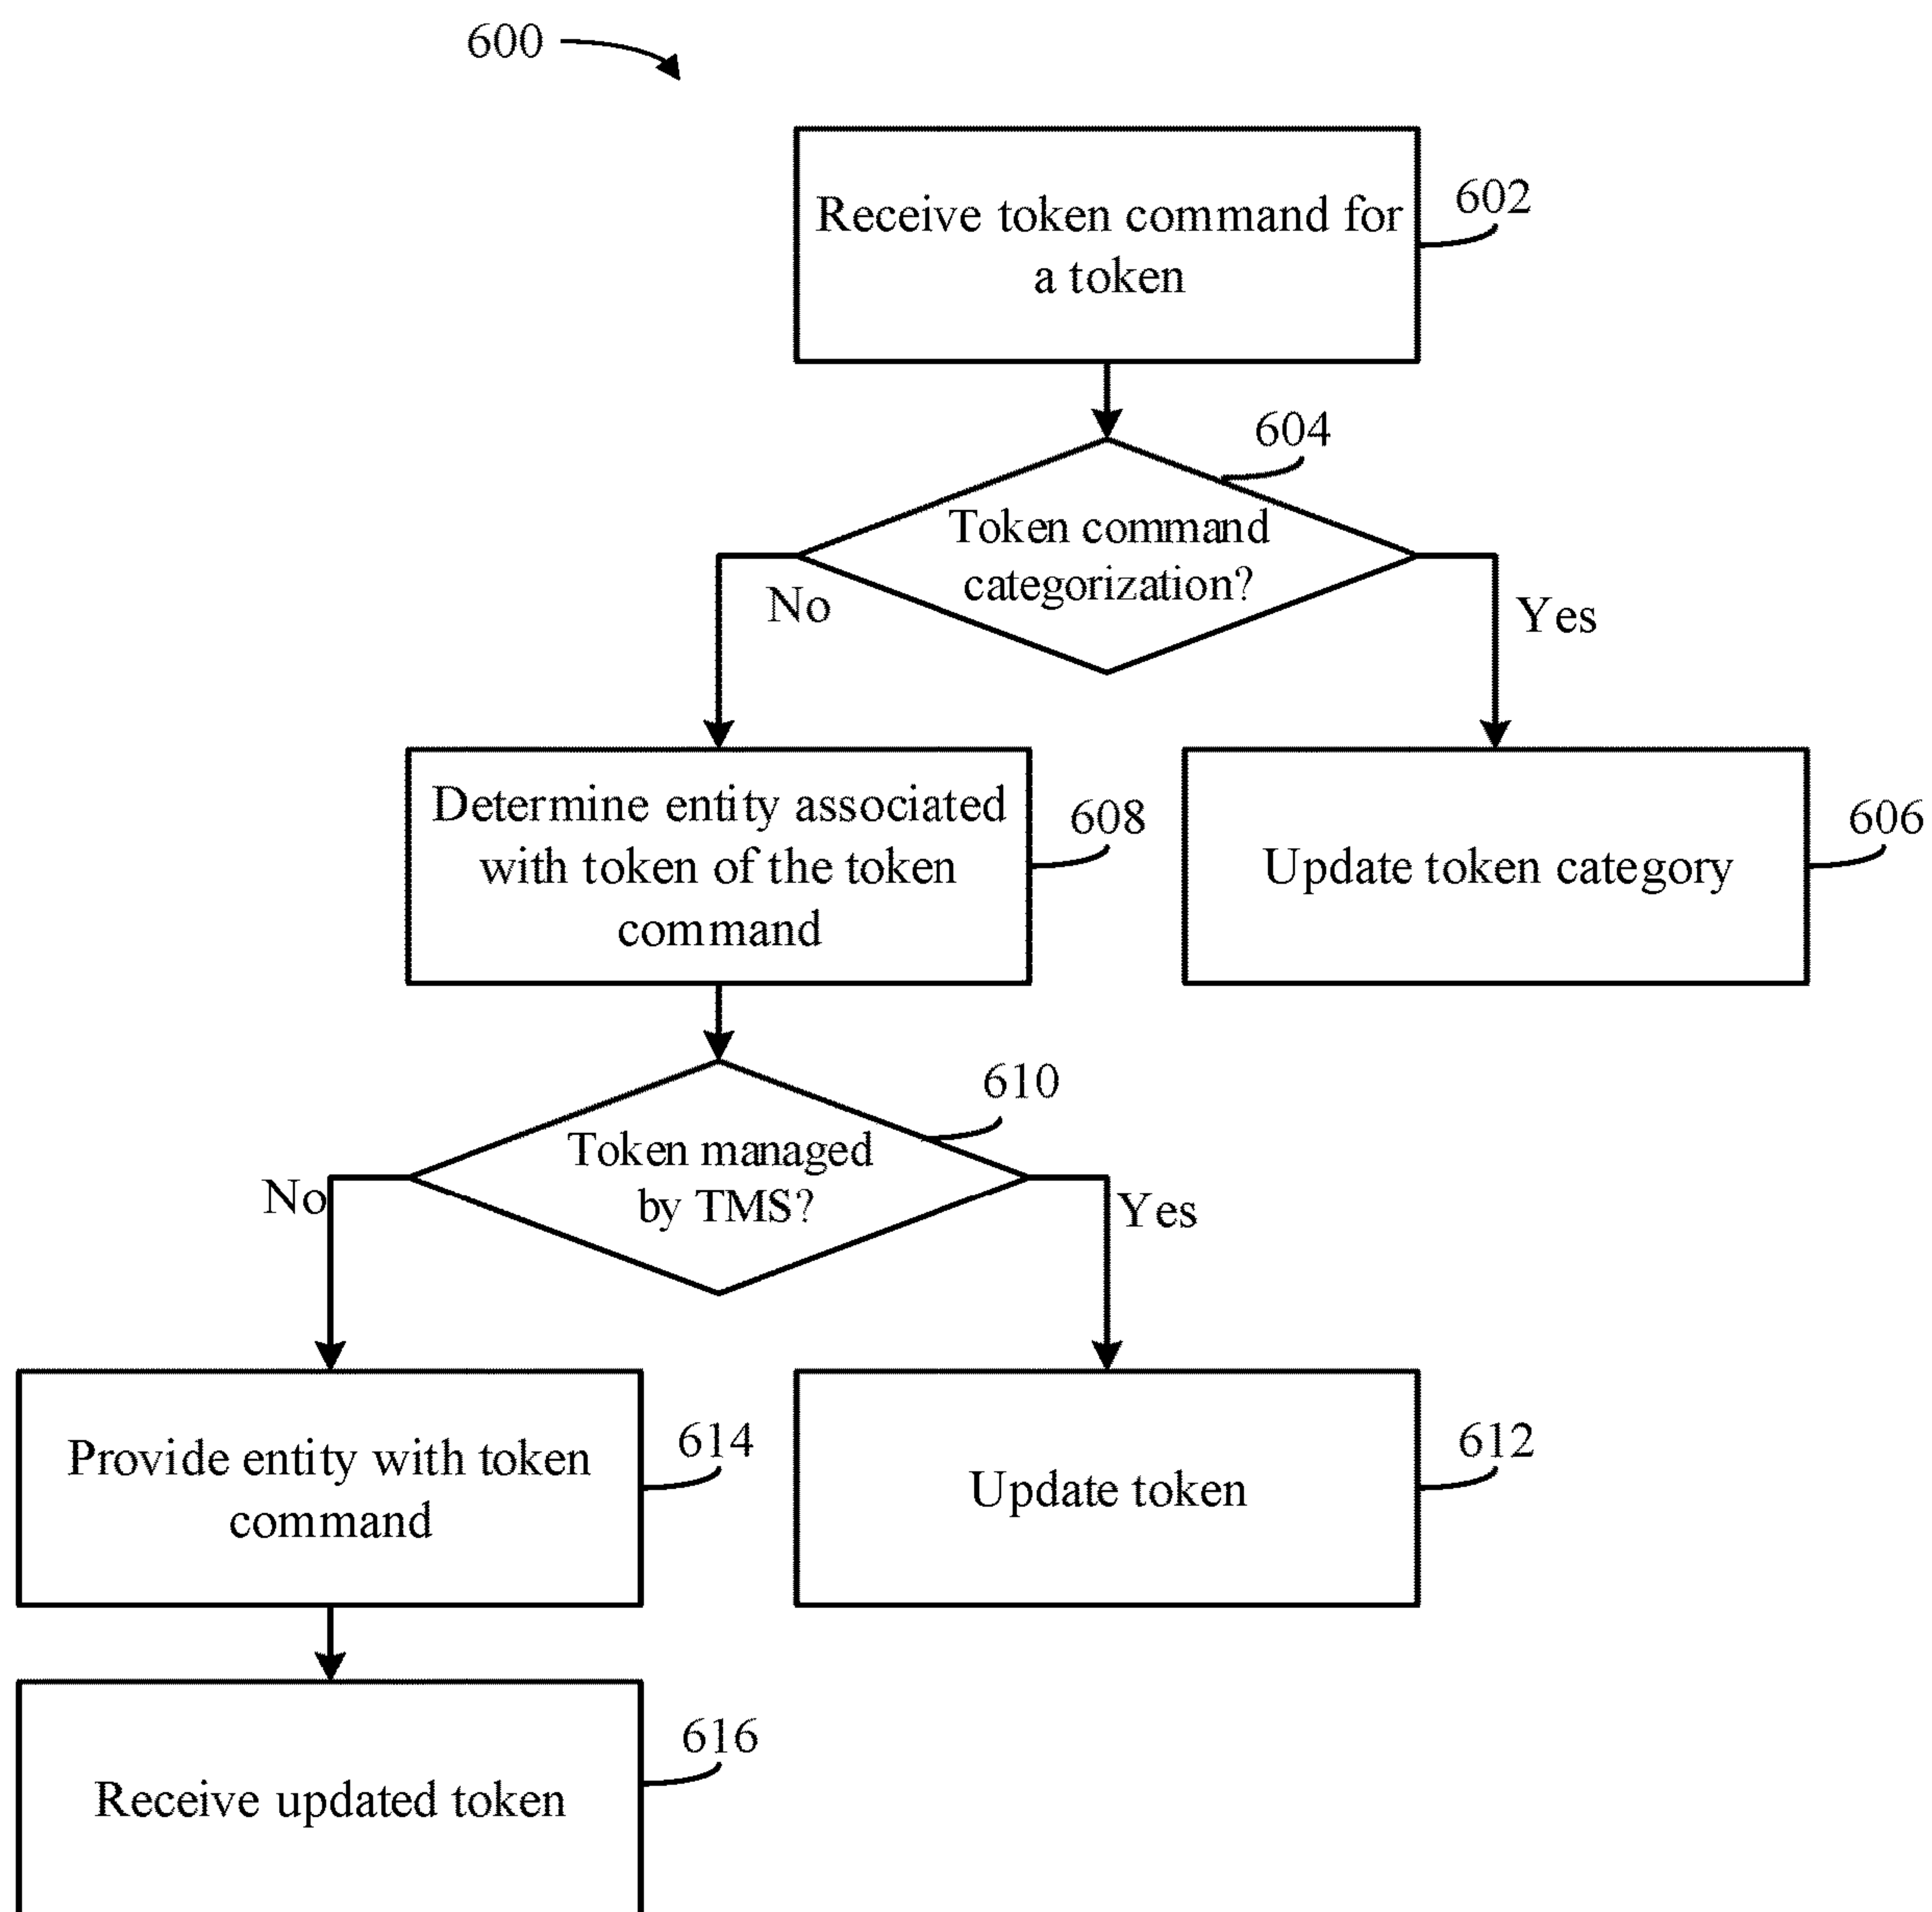 600
Receive token command for
a token
602
604
Token command
categorization?
No
Yes
Determine entity associated
with token of the token
command
608
Update token category
606
610
Token managed
by TMS?
No
Yes
Provide entity with token
command
614
Update token
612
616
Receive updated token